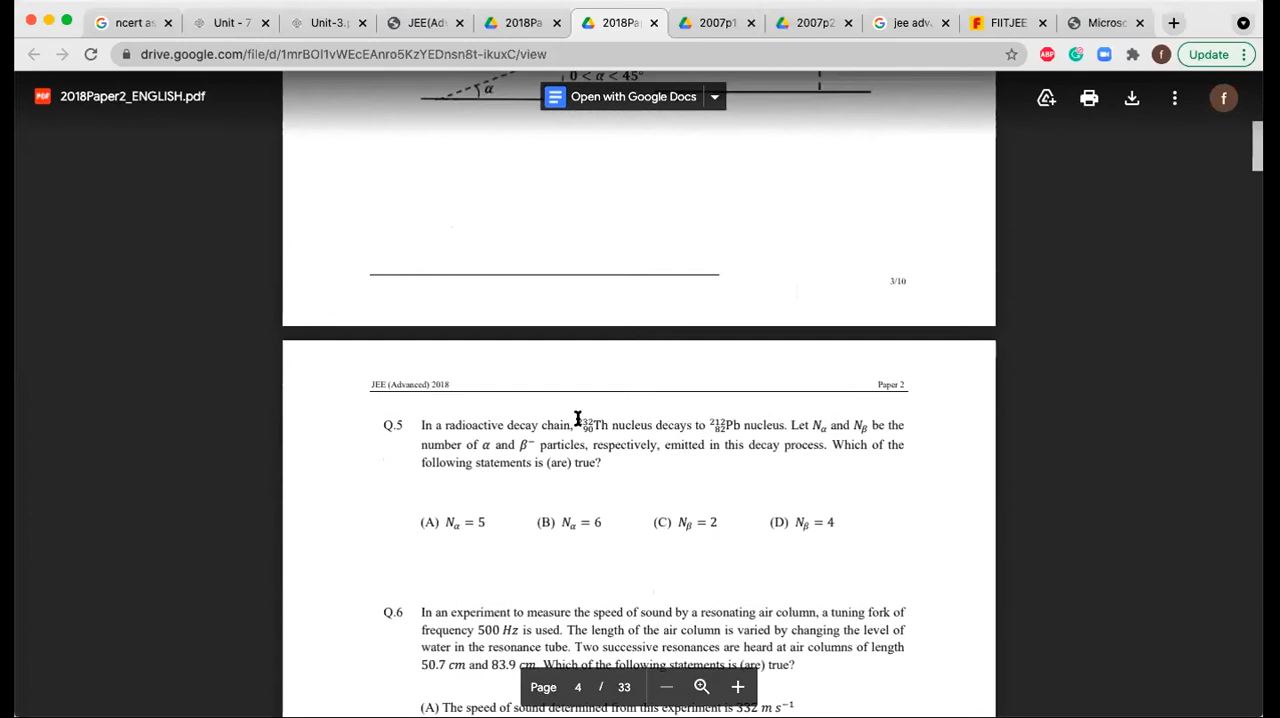 ncert as
Unit - 7
Unit-3.p
JEE(Adv
2018Pa
2018Pa
2007p1
2007p2
jee adv
FIITJEE
Microso
drive.google.com/file/d/1mrBOl1vWEcEAnro5KzYEDnsn8t-ikuxC/view
ABP
f
Update
PDF
2018Paper2_ENGLISH.pdf
Open with Google Docs
f
0 < α < 45°
α
3/10
JEE (Advanced) 2018 Paper 2
Q.5 In a radioactive decay chain, ²³²₉₀Th nucleus decays to ²¹²₈₂Pb nucleus. Let Nα and Nβ be the
number of α and β⁻ particles, respectively, emitted in this decay process. Which of the
following statements is (are) true?
(A) Nα = 5 (B) Nα = 6 (C) Nβ = 2 (D) Nβ = 4
Q.6 In an experiment to measure the speed of sound by a resonating air column, a tuning fork of
frequency 500 Hz is used. The length of the air column is varied by changing the level of
water in the resonance tube. Two successive resonances are heard at air columns of length
50.7 cm and 83.9 cm. Which of the following statements is (are) true?
Page 4 / 33
(A) The speed of sound determined from this experiment is 332 m s⁻¹